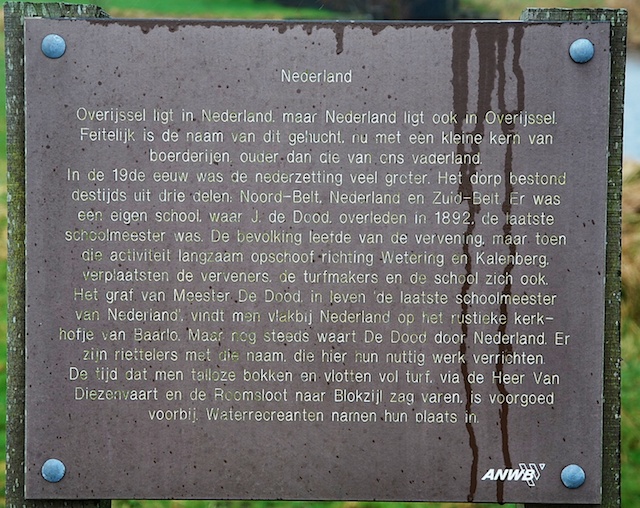 Nederland
Overijssel ligt in Nederland, maar Nederland ligt ook in Overijssel.
Feitelijk is de naam van dit gehucht, nu met een kleine kern van
boerderijen, ouder dan die van ons vaderland.
In de 19de eeuw was de nederzetting veel groter. Het dorp bestond
destijds uit drie delen: Noord-Belt, Nederland en Zuid-Belt. Er was
een eigen school, waar J. de Dood, overleden in 1892, de laatste
schoolmeester was. De bevolking leefde van de vervening, maar toen
die activiteit langzaam opschoof richting Wetering en Kalenberg,
verplaatsten de verveners, de turfmakers en de school zich ook.
Het graf van Meester De Dood, in leven 'de laatste schoolmeester
van Nederland', vindt men vlakbij Nederland op het rustieke kerk-
hofje van Baarlo. Maar nog steeds waart De Dood door Nederland. Er
zijn riettelers met die naam, die hier hun nuttig werk verrichten.
De tijd dat men talloze bokken en vlotten vol turf, via de Heer Van
Diezenvaart en de Roomsloot naar Blokzijl zag varen, is voorgoed
voorbij. Waterrecreanten namen hun plaats in.
ANWB